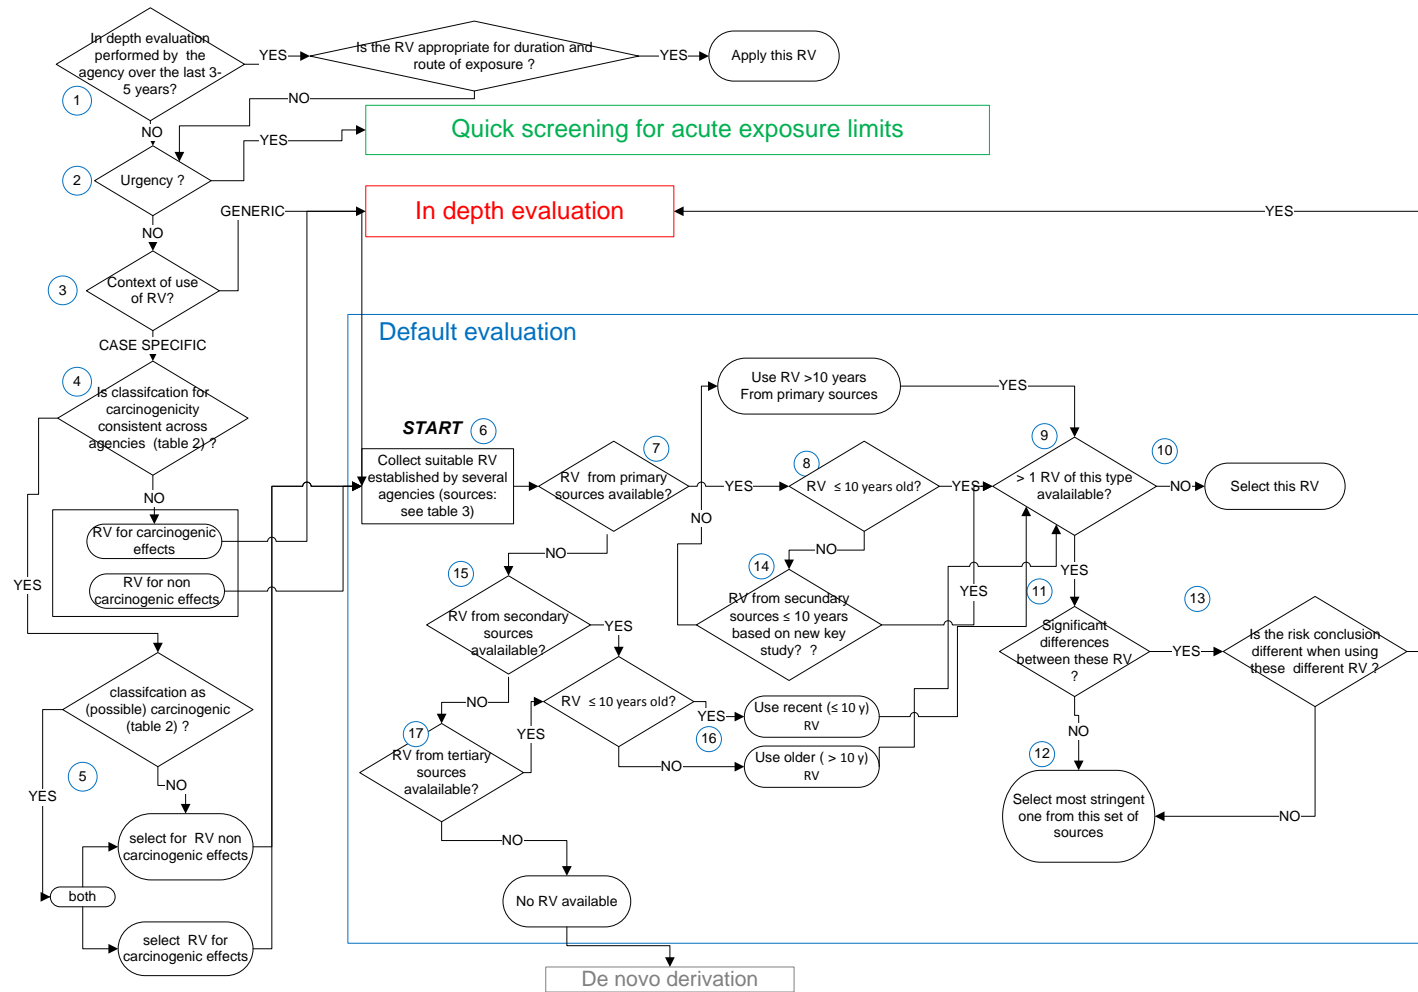 In depth evaluation
performed by  the
agency over the last 3-
5 years?
YES
Is the RV appropriate for duration and
route of exposure ?
YES
Apply this RV
1
NO
NO
Quick screening for acute exposure limits
YES
2
Urgency ?
NO
GENERIC
In depth evaluation
YES
3
Context of use
of RV?
CASE SPECIFIC
Default evaluation
4
Is classifcation for
carcinogenicity
consistent across
agencies  (table 2) ?
NO
RV for carcinogenic
effects
RV for non
carcinogenic effects
YES
classifcation as
(possible) carcinogenic
(table 2) ?
5
YES
NO
select for  RV non
carcinogenic effects
both
select  RV for
carcinogenic effects
START
6
Collect suitable RV
established by several
agencies (sources:
see table 3)
7
RV  from primary
sources available?
YES
NO
Use RV >10 years
From primary sources
YES
8
RV  ≤ 10 years old?
YES
NO
NO
9
> 1 RV of this type
avalailable?
10
NO
Select this RV
YES
14
RV from secundary
sources ≤ 10 years
based on new key
study?  ?
YES
11
Significant
differences
between these RV
?
YES
13
Is the risk conclusion
different when using
these  different RV ?
NO
NO
12
Select most stringent
one from this set of
sources
15
RV from secondary
sources
avalailable?
YES
NO
RV  ≤ 10 years old?
YES
16
NO
Use recent (≤ 10 y)
RV
Use older ( > 10 y)
RV
17
RV from tertiary
sources
avalailable?
YES
NO
No RV available
De novo derivation